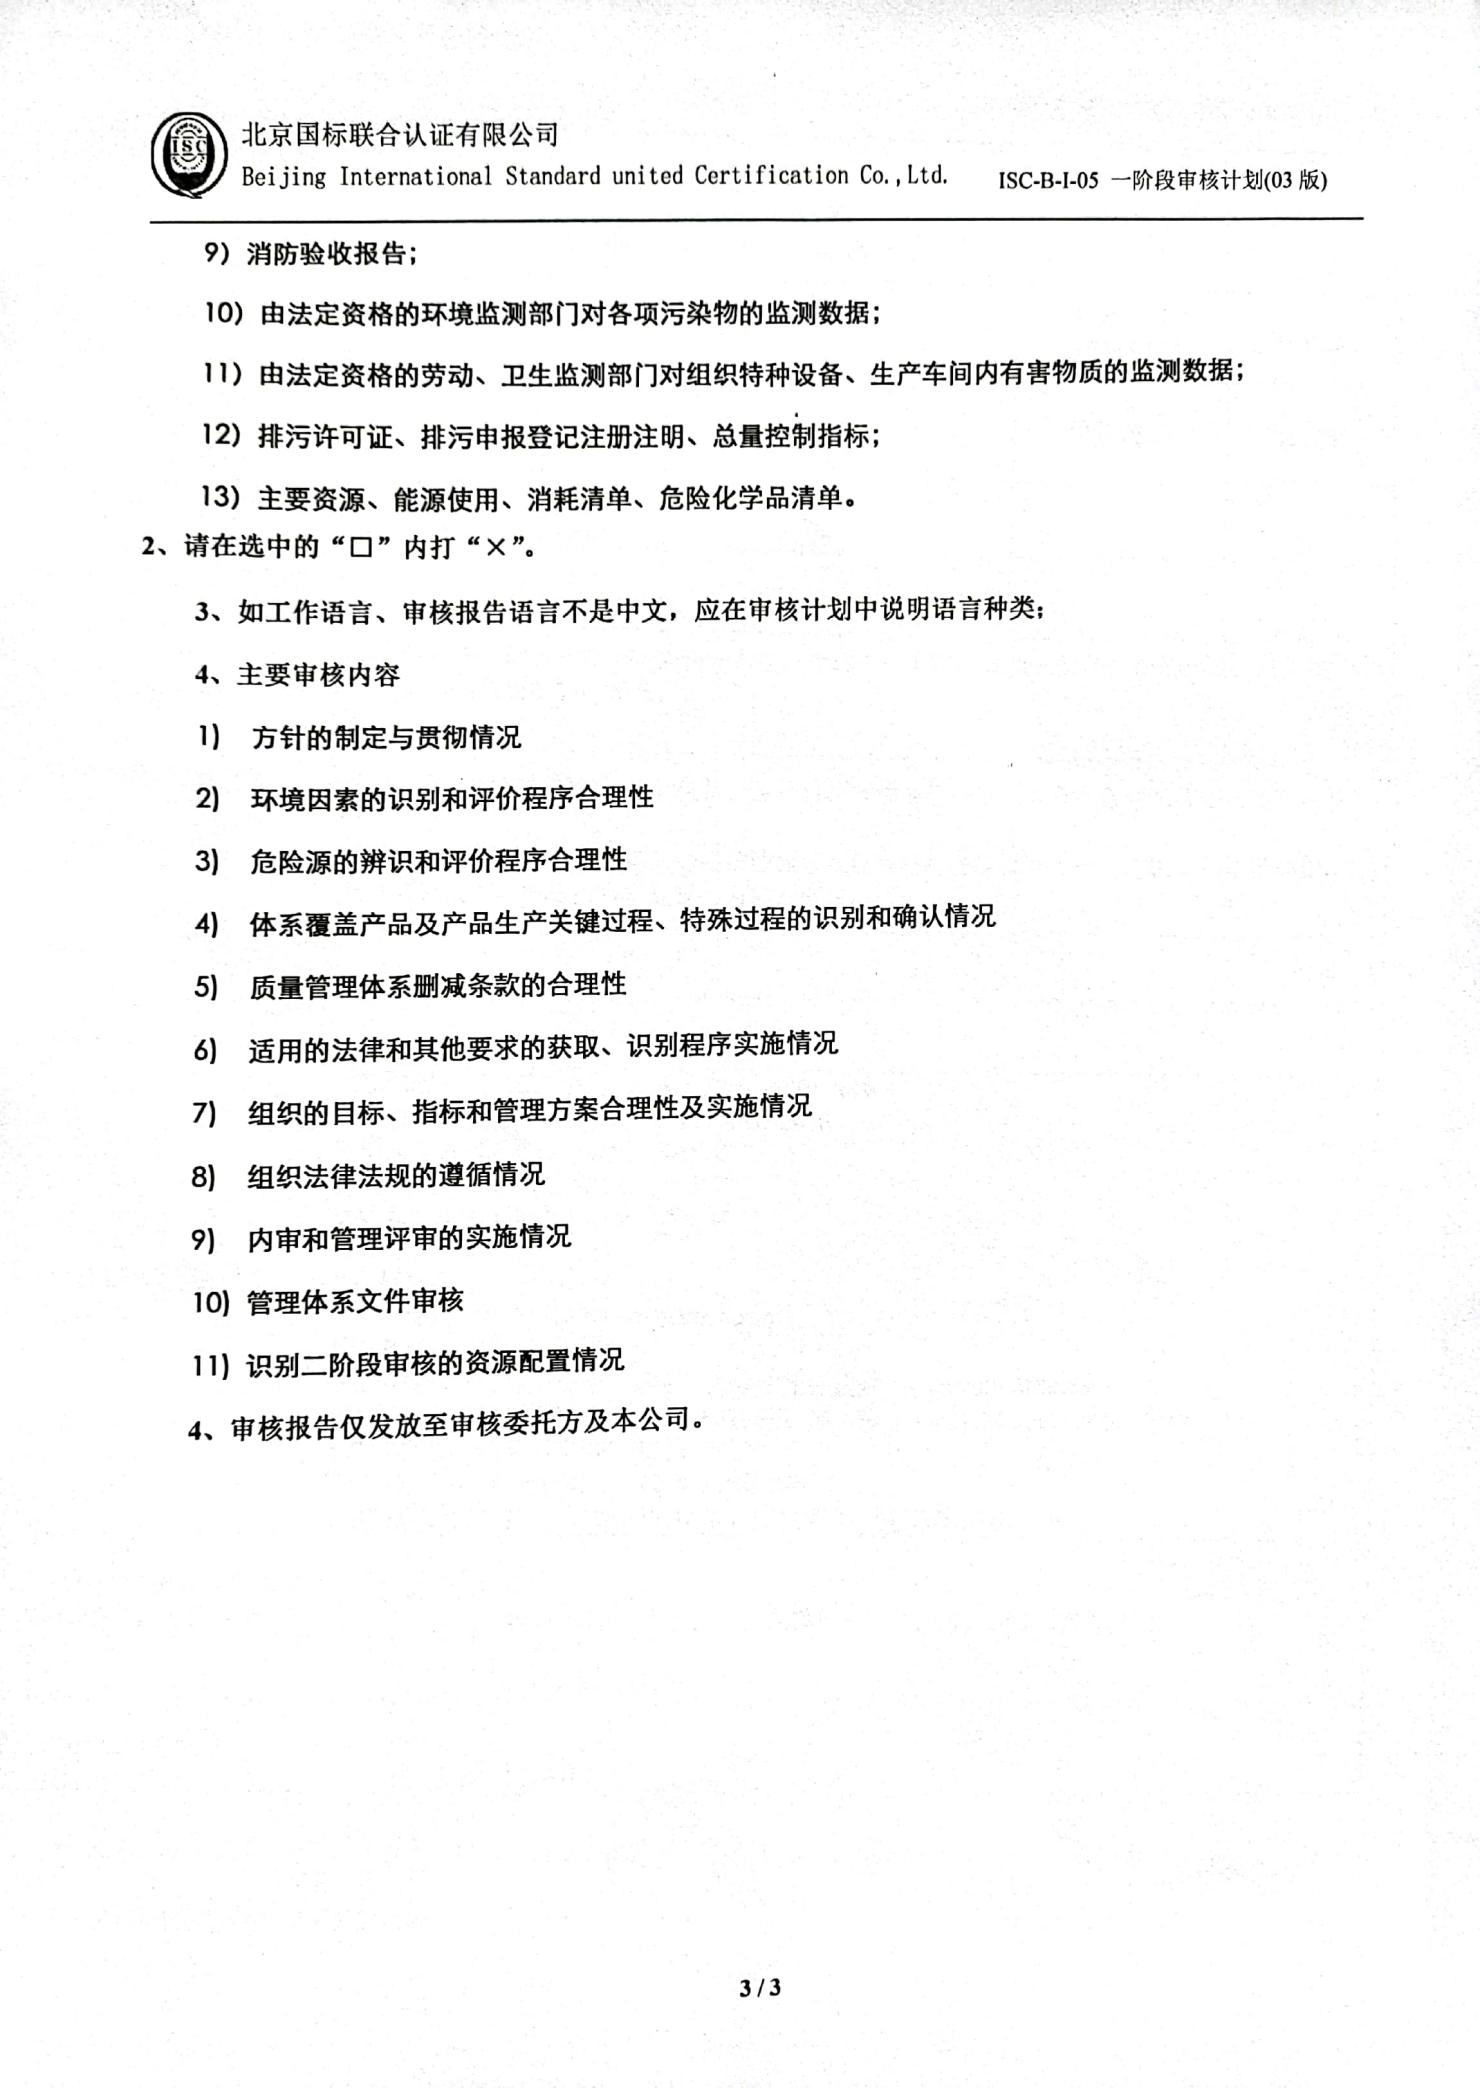 ISC
北京国标联合认证有限公司
Beijing International Standard united Certification Co.,Ltd. ISC-B-I-05 一阶段审核计划(03 版)
9）消防验收报告；
10）由法定资格的环境监测部门对各项污染物的监测数据；
11）由法定资格的劳动、卫生监测部门对组织特种设备、生产车间内有害物质的监测数据；
12）排污许可证、排污申报登记注册注明、总量控制指标；
13）主要资源、能源使用、消耗清单、危险化学品清单。
2、请在选中的“□”内打“×”。
3、如工作语言、审核报告语言不是中文，应在审核计划中说明语言种类；
4、主要审核内容
1) 方针的制定与贯彻情况
2) 环境因素的识别和评价程序合理性
3) 危险源的辨识和评价程序合理性
4) 体系覆盖产品及产品生产关键过程、特殊过程的识别和确认情况
5) 质量管理体系删减条款的合理性
6) 适用的法律和其他要求的获取、识别程序实施情况
7) 组织的目标、指标和管理方案合理性及实施情况
8) 组织法律法规的遵循情况
9) 内审和管理评审的实施情况
10) 管理体系文件审核
11) 识别二阶段审核的资源配置情况
4、审核报告仅发放至审核委托方及本公司。
3 / 3